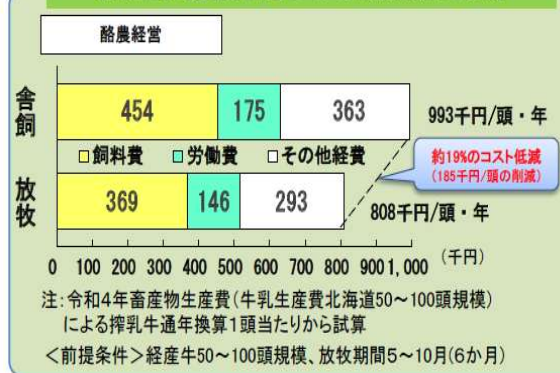 酪農経営
舎飼
454 175 363 993千円/頭・年
飼料費 労働費 その他経費
約19%のコスト低減
(185千円/頭の削減)
放牧
369 146 293 808千円/頭・年
0 100 200 300 400 500 600 700 800 900 1,000 (千円)
注:令和4年畜産物生産費(牛乳生産費北海道50~100頭規模)
による搾乳牛通年換算1頭当たりから試算
<前提条件>経産牛50~100頭規模、放牧期間5~10月(6か月)